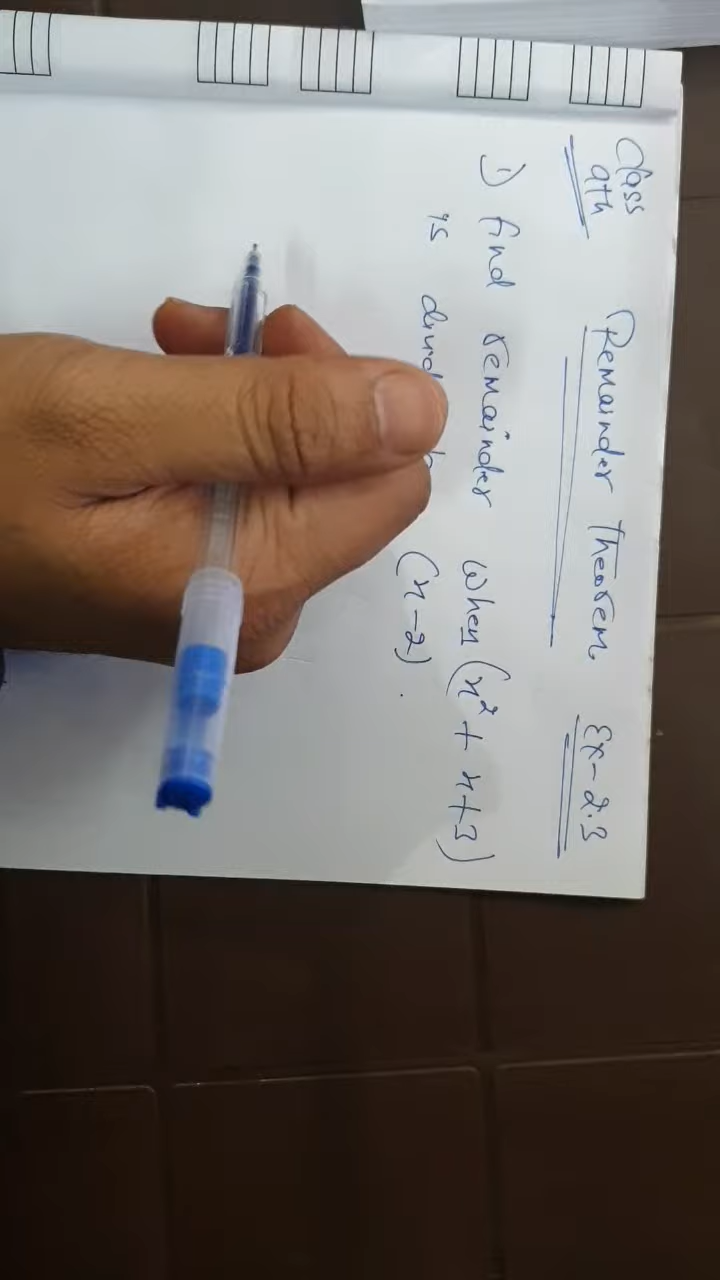 Class 9th Remainder Theorem. Ex-2.3
1) find remainder when (x² + x+3)
is (x-2).